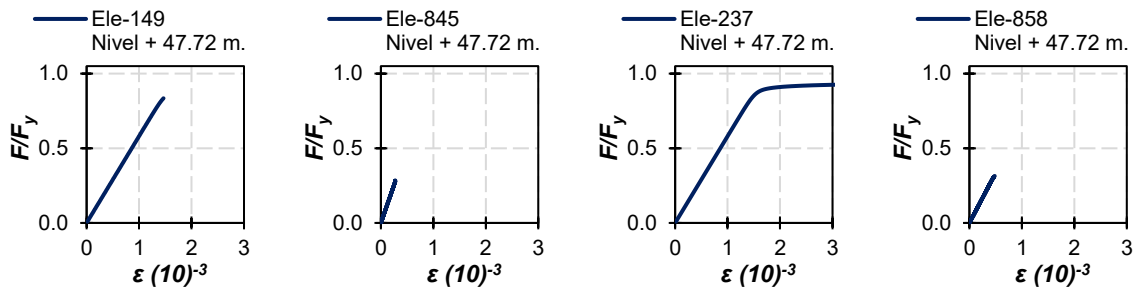 Ele-149
Nivel + 47.72 m.
1.0
0.5
0.0
F/Fy
0 1 2 3
ε (10)-3
Ele-845
Nivel + 47.72 m.
1.0
0.5
0.0
F/Fy
0 1 2 3
ε (10)-3
Ele-237
Nivel + 47.72 m.
1.0
0.5
0.0
F/Fy
0 1 2 3
ε (10)-3
Ele-858
Nivel + 47.72 m.
1.0
0.5
0.0
F/Fy
0 1 2 3
ε (10)-3